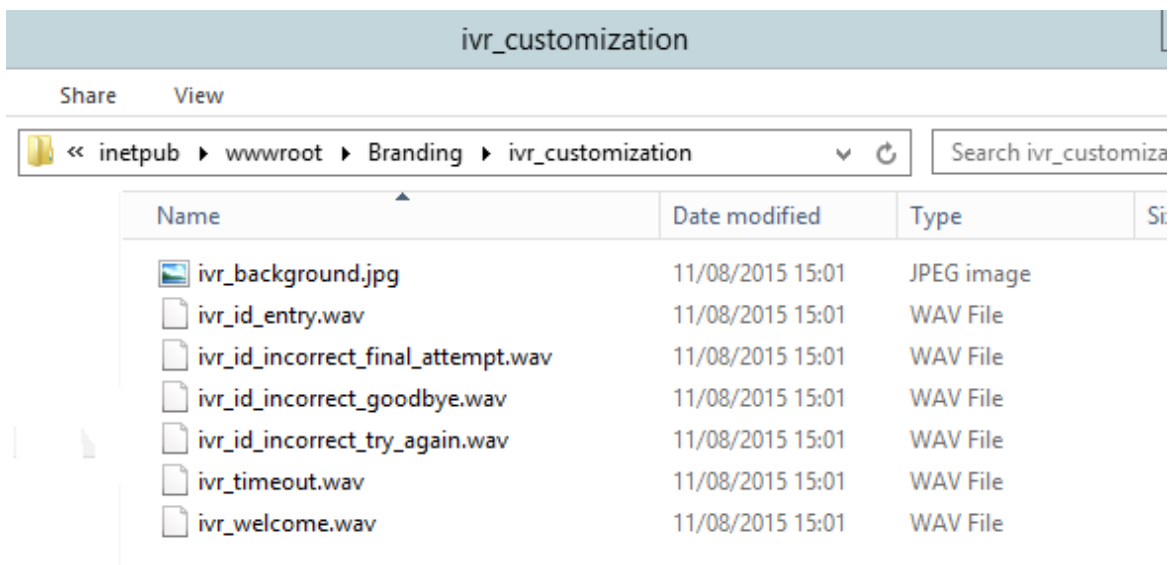 ivr_customization
Share View
« inetpub ▸ wwwroot ▸ Branding ▸ ivr_customization Search ivr_customiza
Name Date modified Type Si
ivr_background.jpg 11/08/2015 15:01 JPEG image
ivr_id_entry.wav 11/08/2015 15:01 WAV File
ivr_id_incorrect_final_attempt.wav 11/08/2015 15:01 WAV File
ivr_id_incorrect_goodbye.wav 11/08/2015 15:01 WAV File
ivr_id_incorrect_try_again.wav 11/08/2015 15:01 WAV File
ivr_timeout.wav 11/08/2015 15:01 WAV File
ivr_welcome.wav 11/08/2015 15:01 WAV File